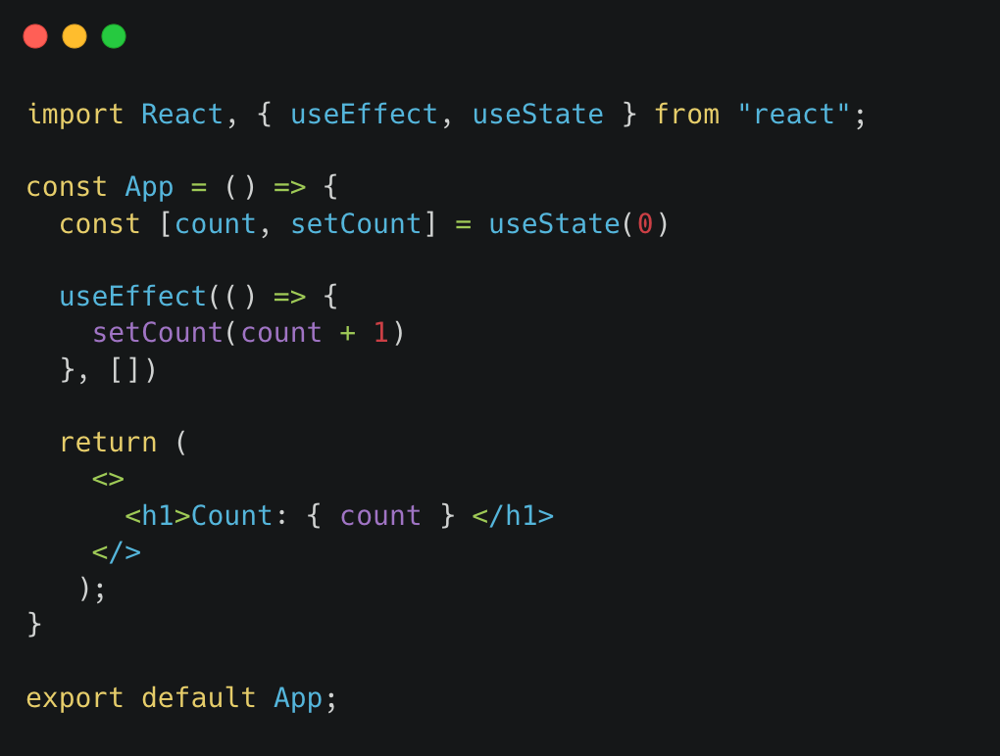 import React, { useEffect, useState } from "react";
const App = () => {
  const [count, setCount] = useState(0)
  useEffect(() => {
    setCount(count + 1)
  }, [])
  return (
    <>
      <h1>Count: { count } </h1>
    </>
   );
}
export default App;